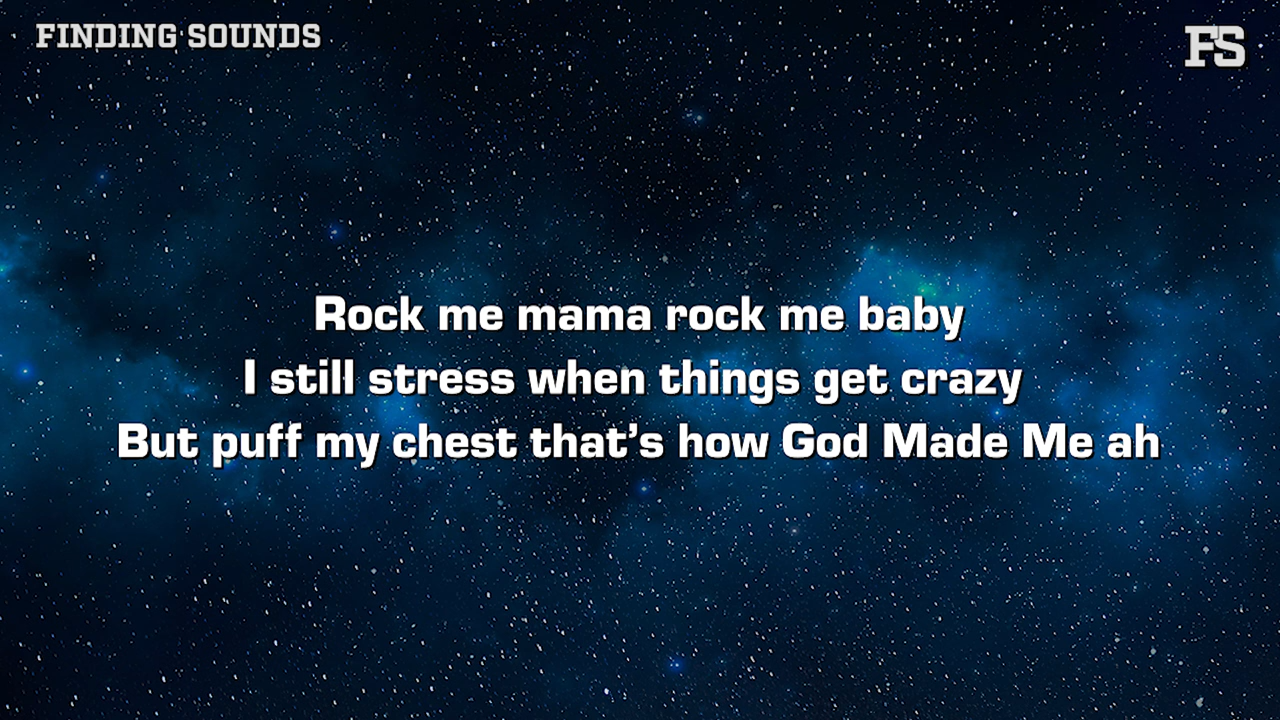 FINDING SOUNDS
FS
Rock me mama rock me baby
I still stress when things get crazy
But puff my chest that’s how God Made Me ah